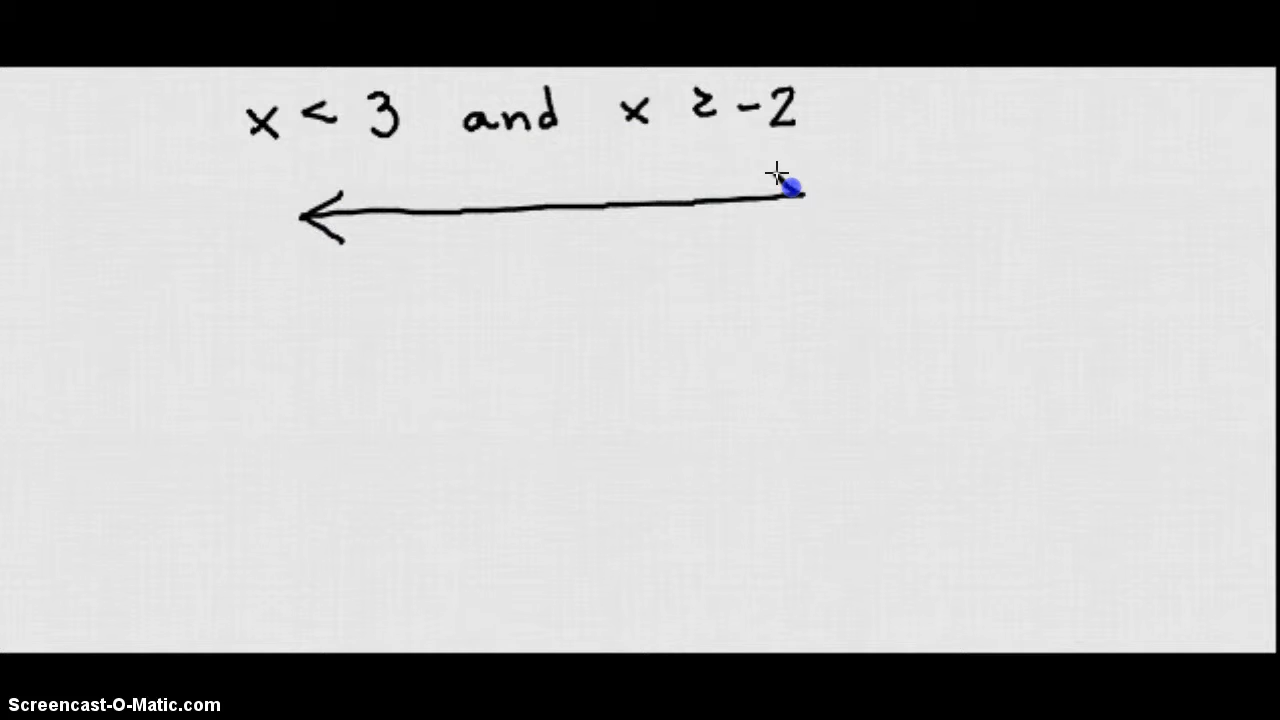 x < 3 and x ≥ -2
Screencast-O-Matic.com